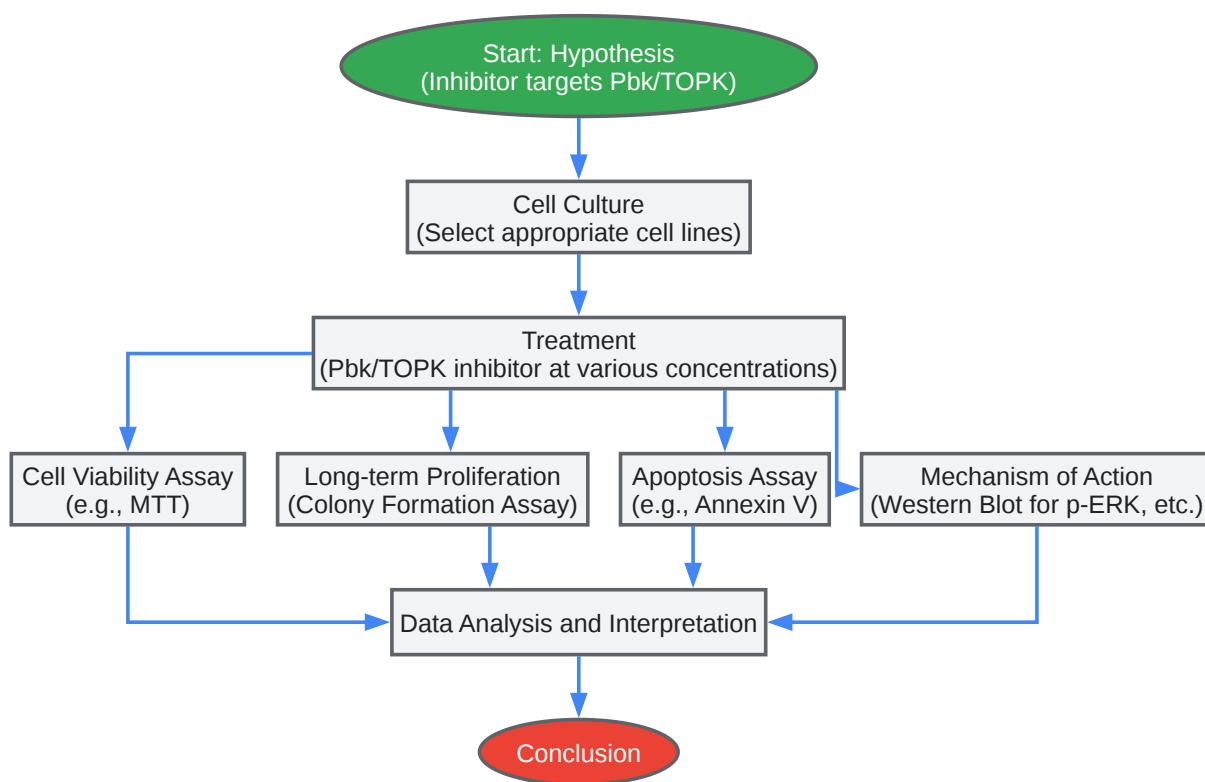 Start: Hypothesis
(Inhibitor targets Pbk/TOPK)
Cell Culture
(Select appropriate cell lines)
Treatment
(Pbk/TOPK inhibitor at various concentrations)
Cell Viability Assay
(e.g., MTT)
Long-term Proliferation
(Colony Formation Assay)
Apoptosis Assay
(e.g., Annexin V)
Mechanism of Action
(Western Blot for p-ERK, etc.)
Data Analysis and Interpretation
Conclusion